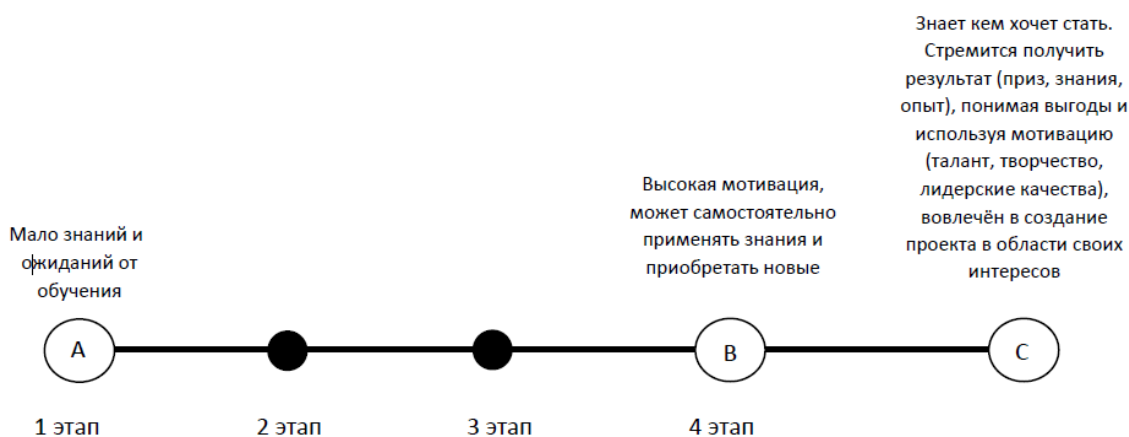 Знает кем хочет стать.
Стремится получить
результат (приз, знания,
опыт), понимая выгоды и
используя мотивацию
(талант, творчество,
лидерские качества),
вовлечён в создание
проекта в области своих
интересов
Высокая мотивация,
может самостоятельно
применять знания и
приобретать новые
Мало знаний и
ожиданий от
обучения
A
B
C
1 этап
2 этап
3 этап
4 этап